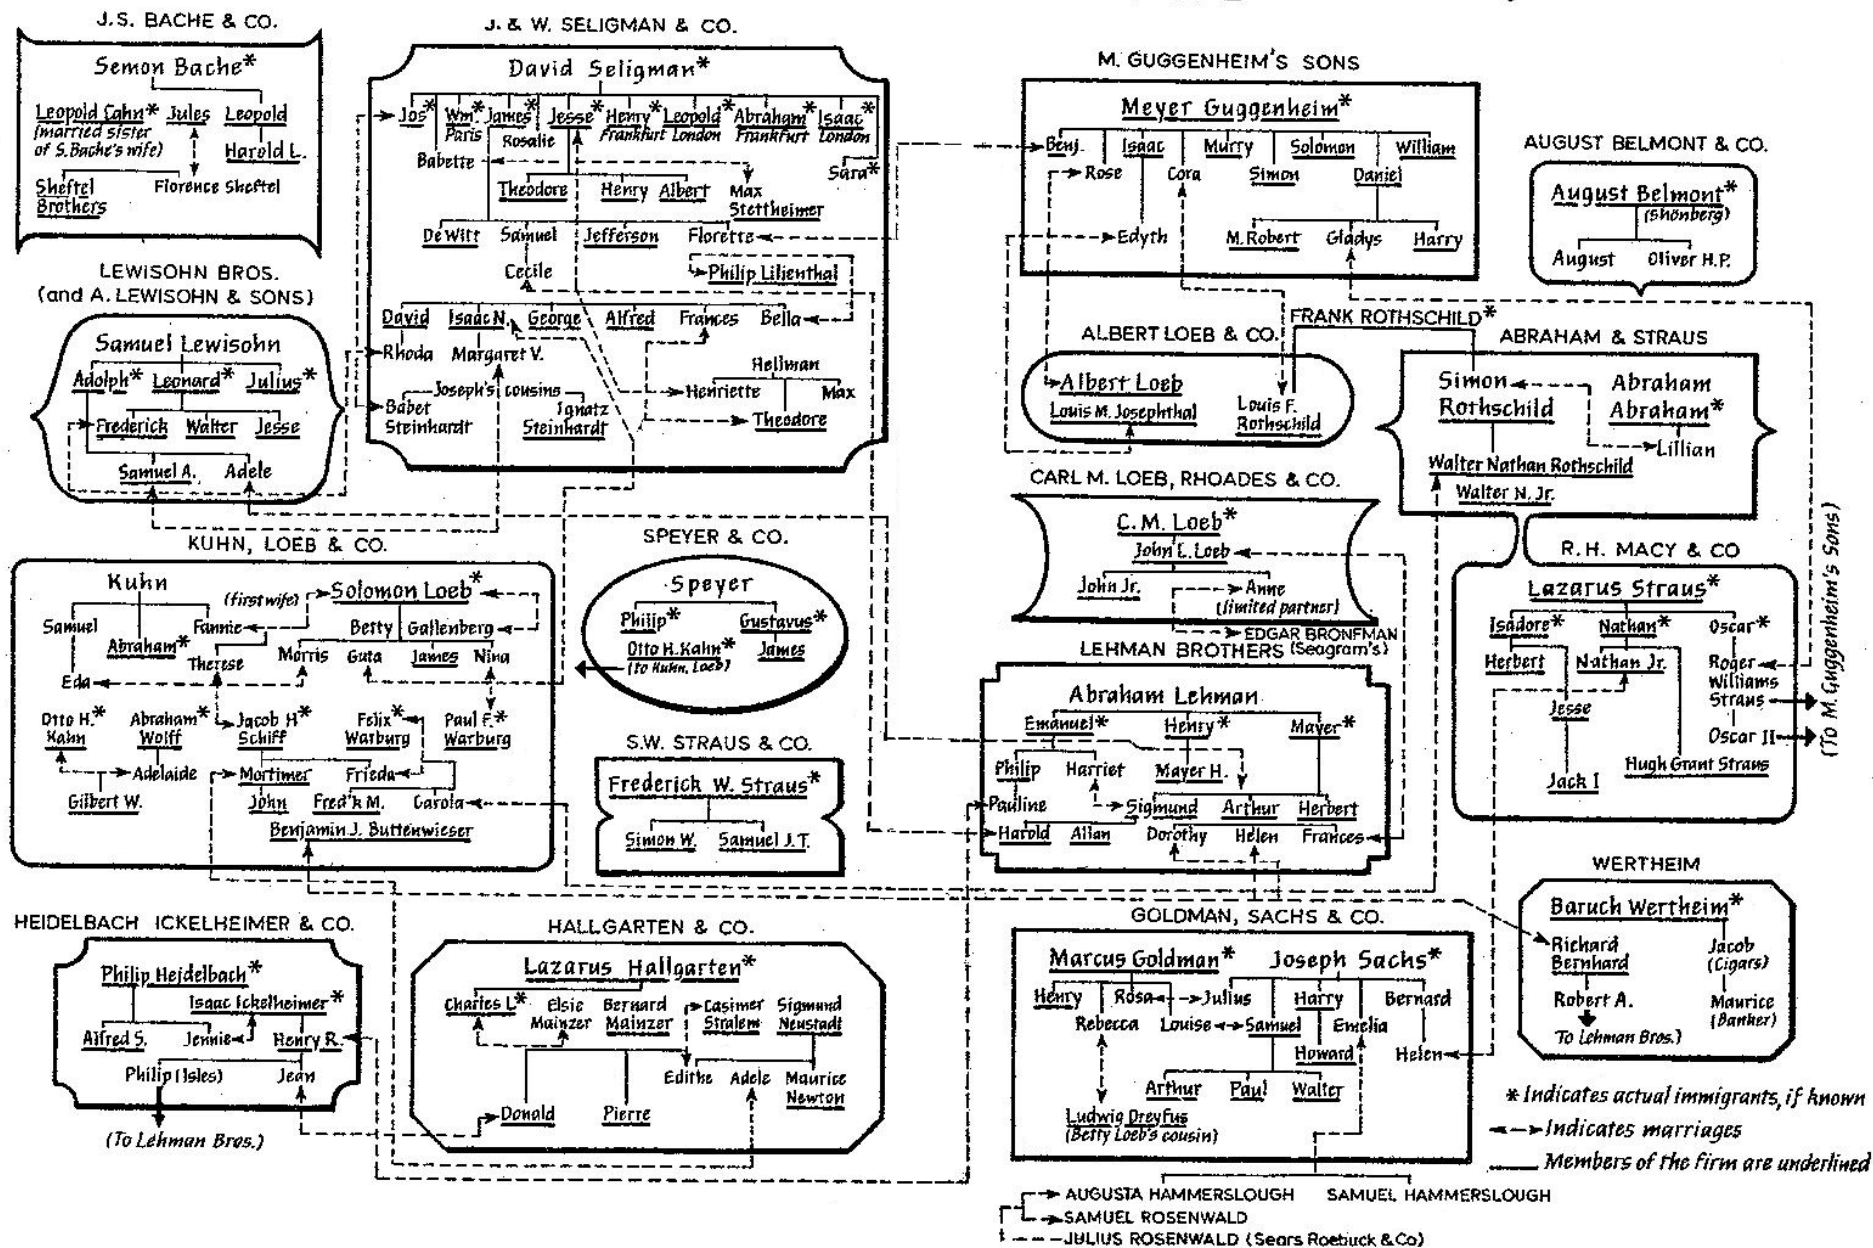 J.S. BACHE & CO.
Semon Bache*
Leopold Cahn* Jules Leopold
(married sister
of S. Bache's wife)
Harold L.
Sheftel
Brothers
Florence Sheftel
J. & W. SELIGMAN & CO.
David Seligman*
Jos* Wm.* James* Jesse* Henry* Leopold* Abraham* Isaac*
Paris Rosalie Frankfurt London Frankfurt London
Babette Sara*
Theodore Henry Albert Max
Stettheimer
De Witt Samuel Jefferson Florette
Cecile Philip Lilienthal
David Isaac N. George Alfred Frances Bella
Rhoda Margaret V.
Hellman
Joseph's cousins Henriette Max
Babet
Steinhardt
Ignatz
Steinhardt
Theodore
M. GUGGENHEIM'S SONS
Meyer Guggenheim*
Benj. Isaac Murry Solomon William
Rose Cora Simon Daniel
Edyth M. Robert Gladys Harry
AUGUST BELMONT & CO.
August Belmont*
(Shönberg)
August Oliver H.P.
LEWISOHN BROS.
(and A. LEWISOHN & SONS)
Samuel Lewisohn
Adolph* Leonard* Julius*
Frederick Walter Jesse
Samuel A. Adele
ALBERT LOEB & CO.
FRANK ROTHSCHILD*
Albert Loeb
Louis M. Josephthal
Louis F.
Rothschild
ABRAHAM & STRAUS
Simon
Rothschild
Abraham
Abraham*
Lillian
Walter Nathan Rothschild
Walter N. Jr.
CARL M. LOEB, RHOADES & CO.
C. M. Loeb*
John L. Loeb
John Jr. Anne
(limited partner)
EDGAR BRONFMAN
(Seagram's)
KUHN, LOEB & CO.
Kuhn Solomon Loeb*
(first wife)
Samuel Fannie Betty Gallenberg
Abraham*
Therese Morris Guta James Nina
Eda
Otto H.*
Kahn
Abraham*
Wolff
Jacob H*
Schiff
Felix*
Warburg
Paul F.*
Warburg
Adelaide Mortimer Frieda
Gilbert W. John Fred'k M. Carola
Benjamin J. Buttenwieser
SPEYER & CO.
Speyer
Philip* Gustavus*
Otto H. Kahn* James
(to Kuhn, Loeb)
S.W. STRAUS & CO.
Frederick W. Straus*
Simon W. Samuel J.T.
LEHMAN BROTHERS
Abraham Lehman
Emanuel* Henry* Mayer*
Philip Harriet Mayer H.
Pauline Sigmund Arthur Herbert
Harold Allan Dorothy Helen Frances
R.H. MACY & CO
Lazarus Straus*
Isadore* Nathan* Oscar*
Herbert Nathan Jr. Roger
Williams
Straus
Jesse
Oscar II
Hugh Grant Straus
Jack I
(To M. Guggenheim's Sons)
HEIDELBACH ICKELHEIMER & CO.
Philip Heidelbach*
Isaac Ickelheimer*
Alfred S. Jennie Henry R.
Philip (Isles) Jean
(To Lehman Bros.)
HALLGARTEN & CO.
Lazarus Hallgarten*
Charles L* Elsie
Mainzer
Bernard
Mainzer
Casimer
Stralem
Sigmund
Neustadt
Edithe Adele Maurice
Newton
Donald Pierre
GOLDMAN, SACHS & CO.
Marcus Goldman* Joseph Sachs*
Henry Rosa Julius Harry Bernard
Rebecca Louise Samuel Emelia
Howard Helen
Arthur Paul Walter
Ludwig Dreyfus
(Betty Loeb's cousin)
AUGUSTA HAMMERSLOUGH SAMUEL HAMMERSLOUGH
SAMUEL ROSENWALD
JULIUS ROSENWALD (Sears Roebuck & Co)
WERTHEIM
Baruch Wertheim*
Richard
Bernhard
Jacob
(Cigars)
Robert A. Maurice
(Banker)
To Lehman Bros.)
* Indicates actual immigrants, if known
Indicates marriages
Members of the firm are underlined